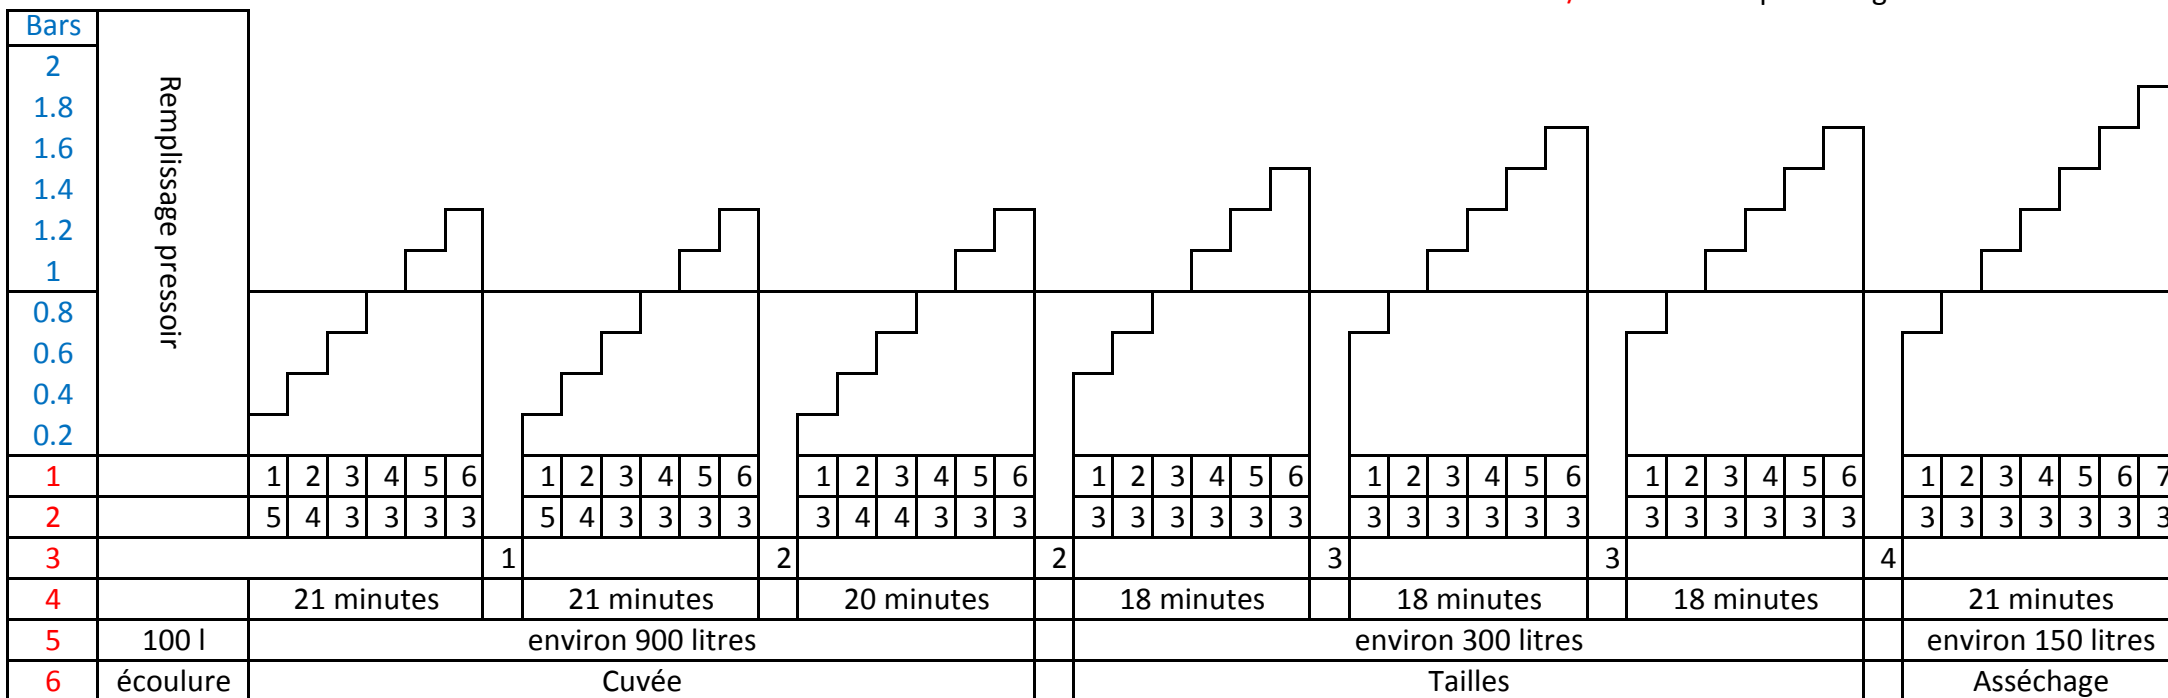 Bars
2
1.8
1.6
1.4
1.2
1
0.8
0.6
0.4
0.2
Remplissage pressoir
1 1 2 3 4 5 6 1 2 3 4 5 6 1 2 3 4 5 6 1 2 3 4 5 6 1 2 3 4 5 6 1 2 3 4 5 6 1 2 3 4 5 6 7
2 5 4 3 3 3 3 5 4 3 3 3 3 3 4 4 3 3 3 3 3 3 3 3 3 3 3 3 3 3 3 3 3 3 3 3 3 3 3 3 3 3 3 3
3 1 2 2 3 3 4
4 21 minutes 21 minutes 20 minutes 18 minutes 18 minutes 18 minutes 21 minutes
5 100 l environ 900 litres environ 300 litres environ 150 litres
6 écoulure Cuvée Tailles Asséchage